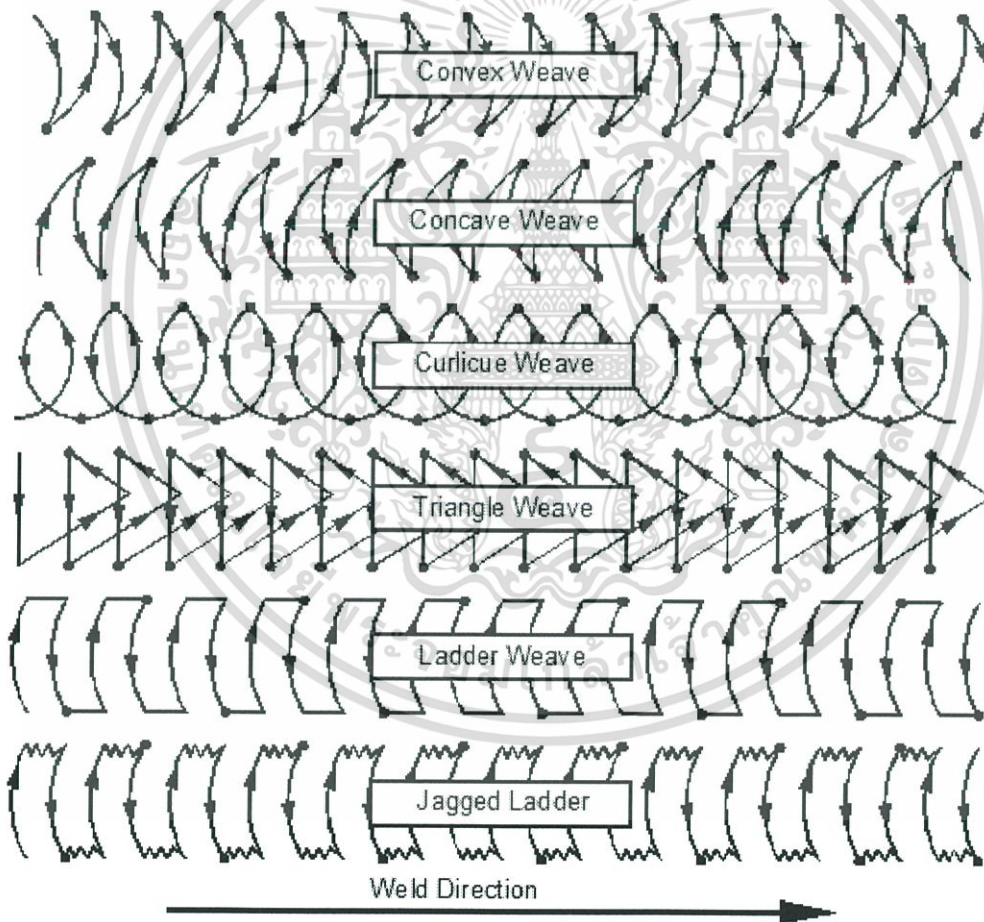 Convex Weave
Concave Weave
Curlicue Weave
Triangle Weave
Ladder Weave
Jagged Ladder
Weld Direction